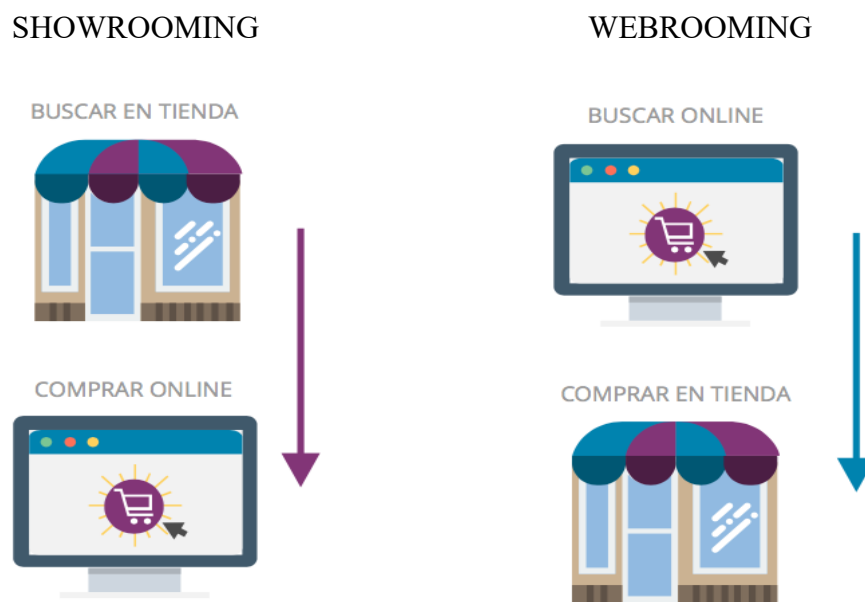 SHOWROOMING
BUSCAR EN TIENDA
COMPRAR ONLINE
WEBROOMING
BUSCAR ONLINE
COMPRAR EN TIENDA